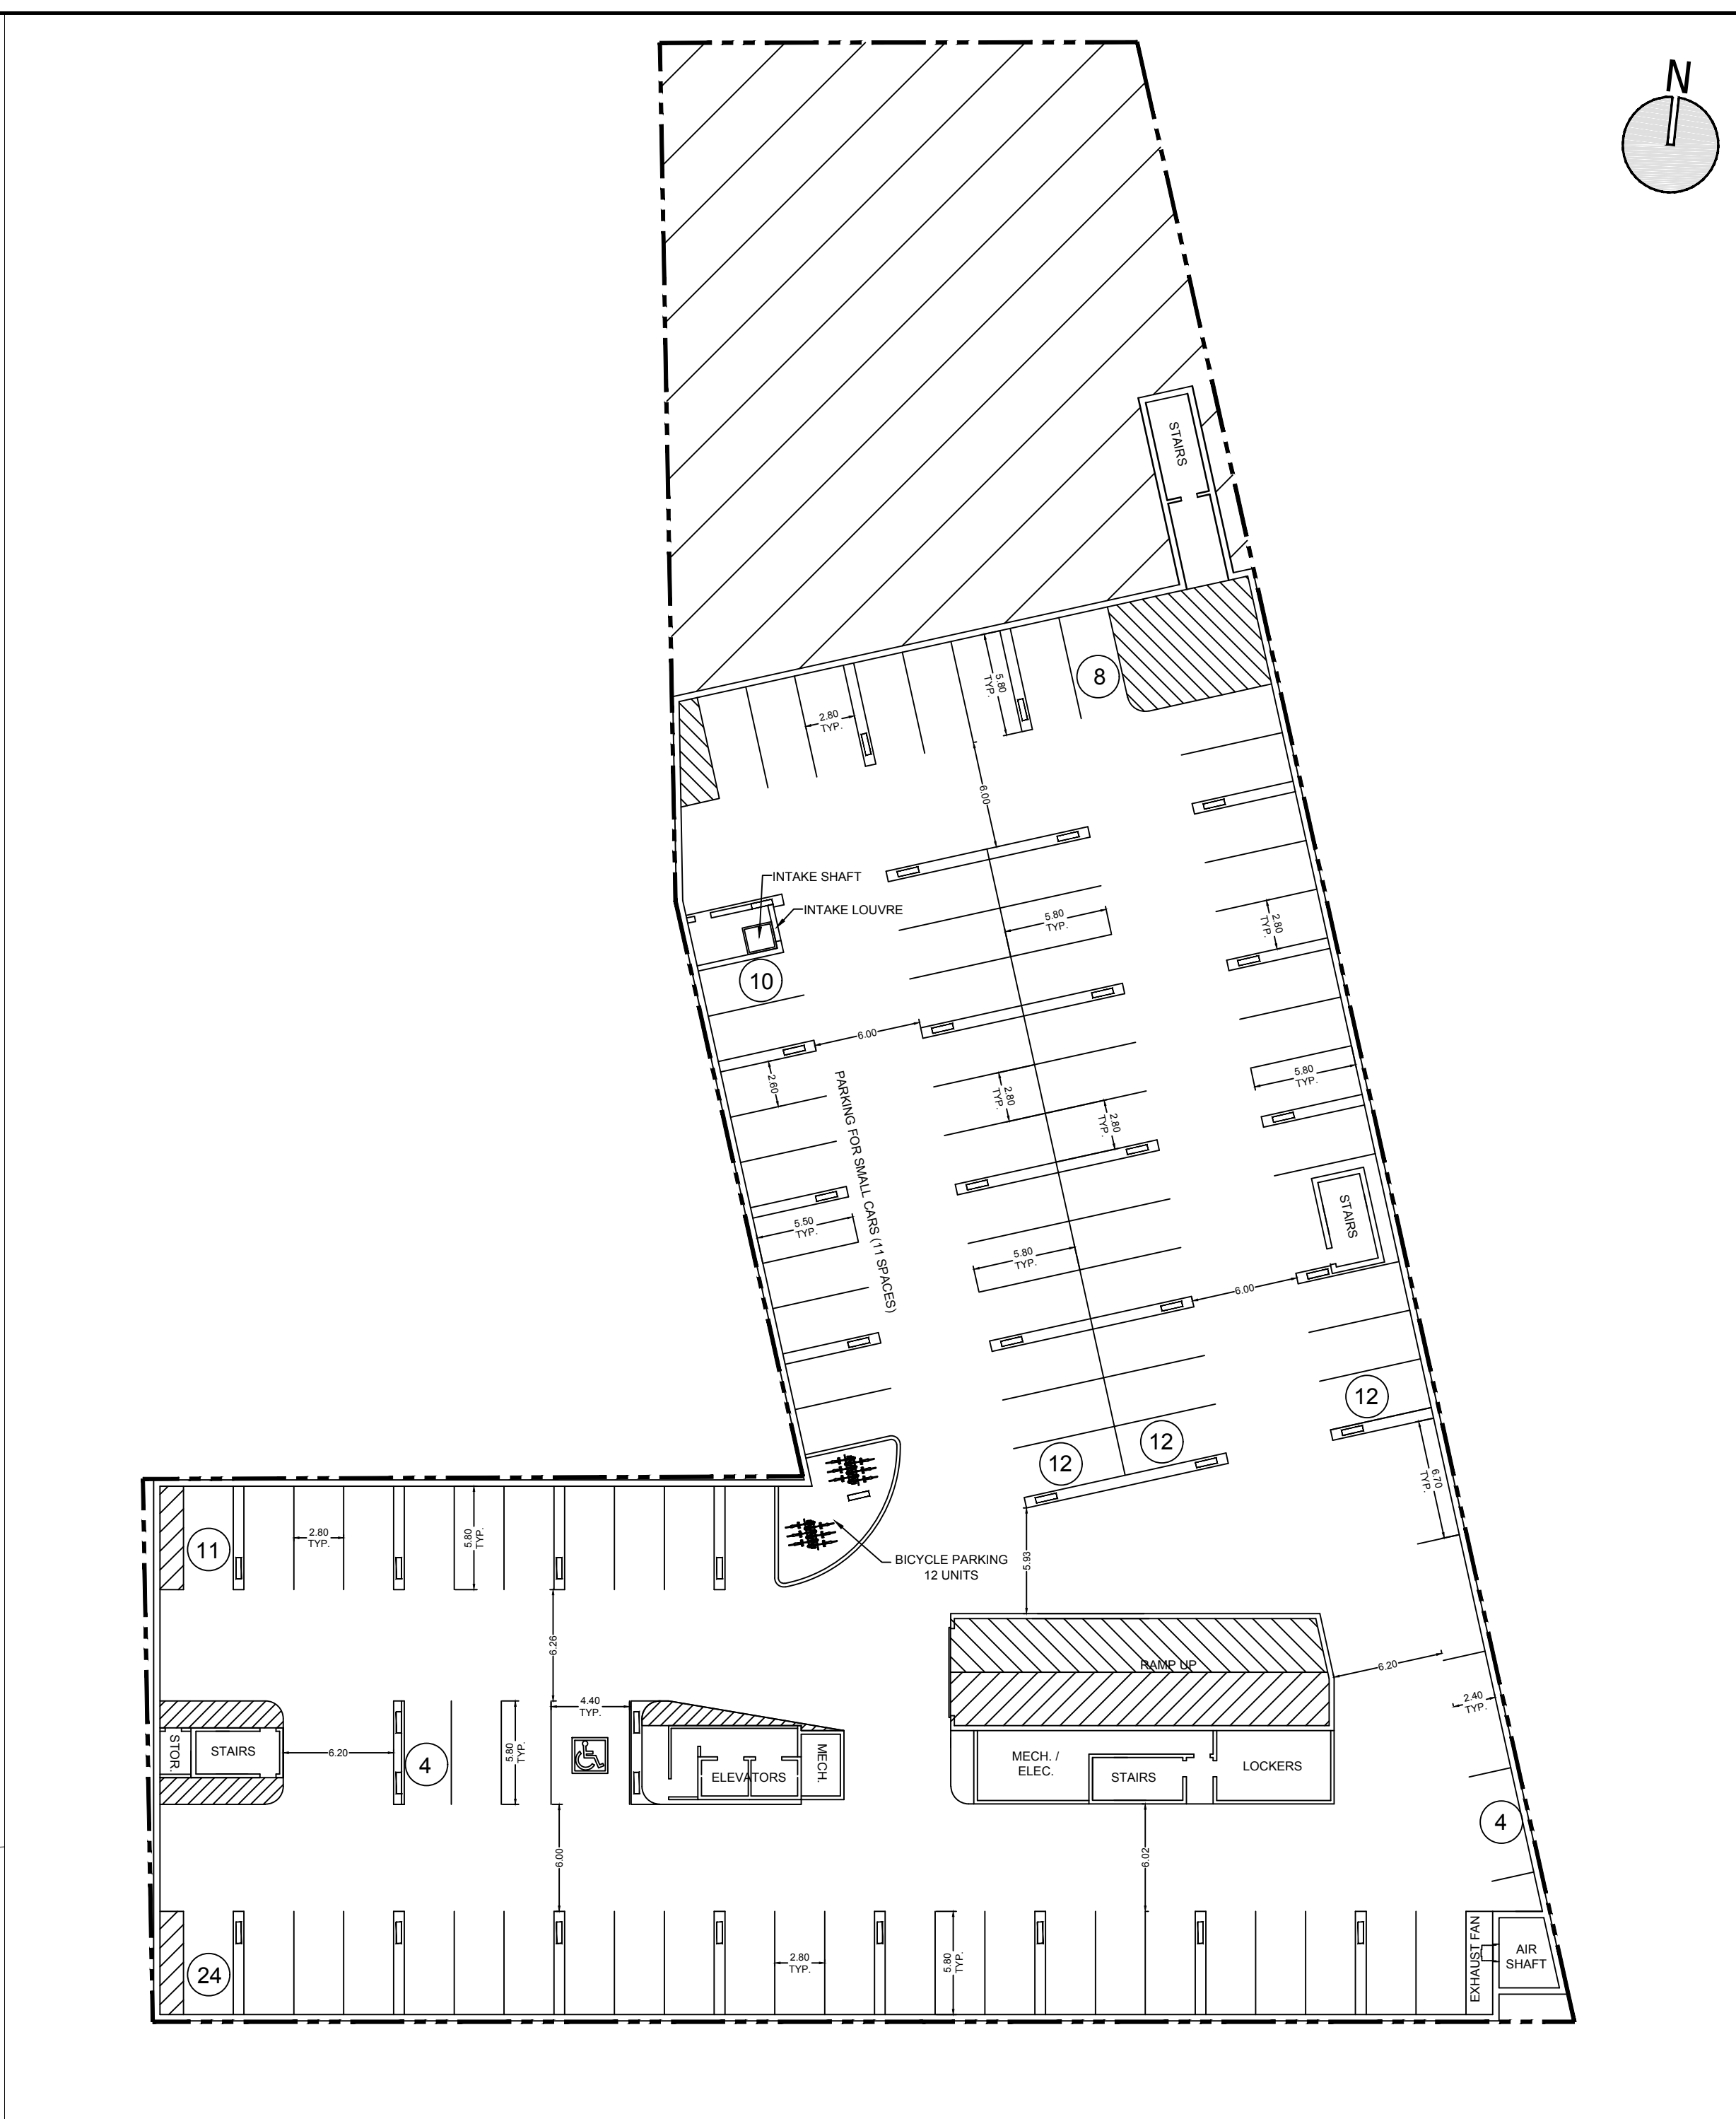 N
STAIRS
8
5.80
TYP.
2.80
TYP.
6.00
INTAKE SHAFT
INTAKE LOUVRE
5.80
TYP.
2.80
TYP.
10
6.00
2.60
PARKING FOR SMALL CARS (11 SPACES)
2.80
TYP.
2.80
TYP.
5.80
TYP.
STAIRS
5.50
TYP.
5.80
TYP.
6.00
12
12
12
6.70
TYP.
11
2.80
TYP.
5.80
TYP.
BICYCLE PARKING
12 UNITS
5.93
6.26
RAMP UP
6.20
2.40
TYP.
4.40
TYP.
STOR.
STAIRS
6.20
4
5.80
TYP.
ELEVATORS
MECH.
MECH. /
ELEC.
STAIRS
LOCKERS
4
6.00
6.02
24
2.80
TYP.
5.80
TYP.
EXHAUST FAN
AIR
SHAFT